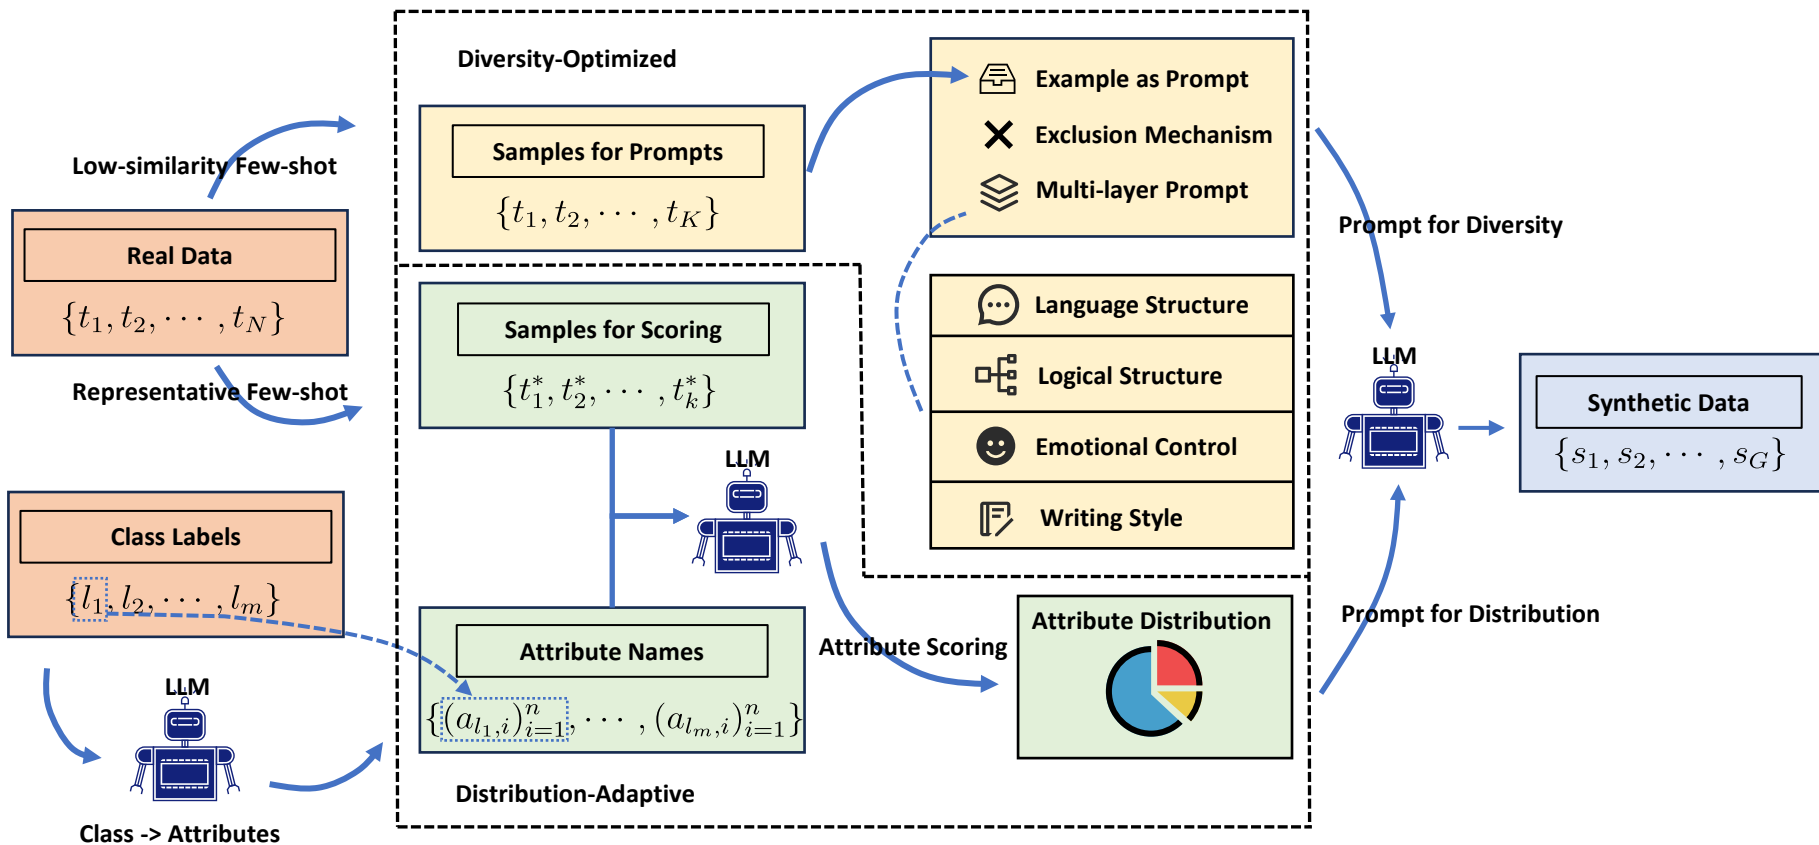 Diversity-Optimized
Low-similarity Few-shot
Samples for Prompts
{t_1, t_2, ⋯ , t_K}
Example as Prompt
Exclusion Mechanism
Multi-layer Prompt
Prompt for Diversity
Real Data
{t_1, t_2, ⋯ , t_N}
Representative Few-shot
Samples for Scoring
{t_1^*, t_2^*, ⋯ , t_k^*}
Language Structure
Logical Structure
Emotional Control
Writing Style
LLM
LLM
Synthetic Data
{s_1, s_2, ⋯ , s_G}
Class Labels
{l_1, l_2, ⋯ , l_m}
LLM
Class -> Attributes
Attribute Names
{(a_{l_1,i})_{i=1}^n, ⋯ , (a_{l_m,i})_{i=1}^n}
Distribution-Adaptive
Attribute Scoring
Attribute Distribution
Prompt for Distribution